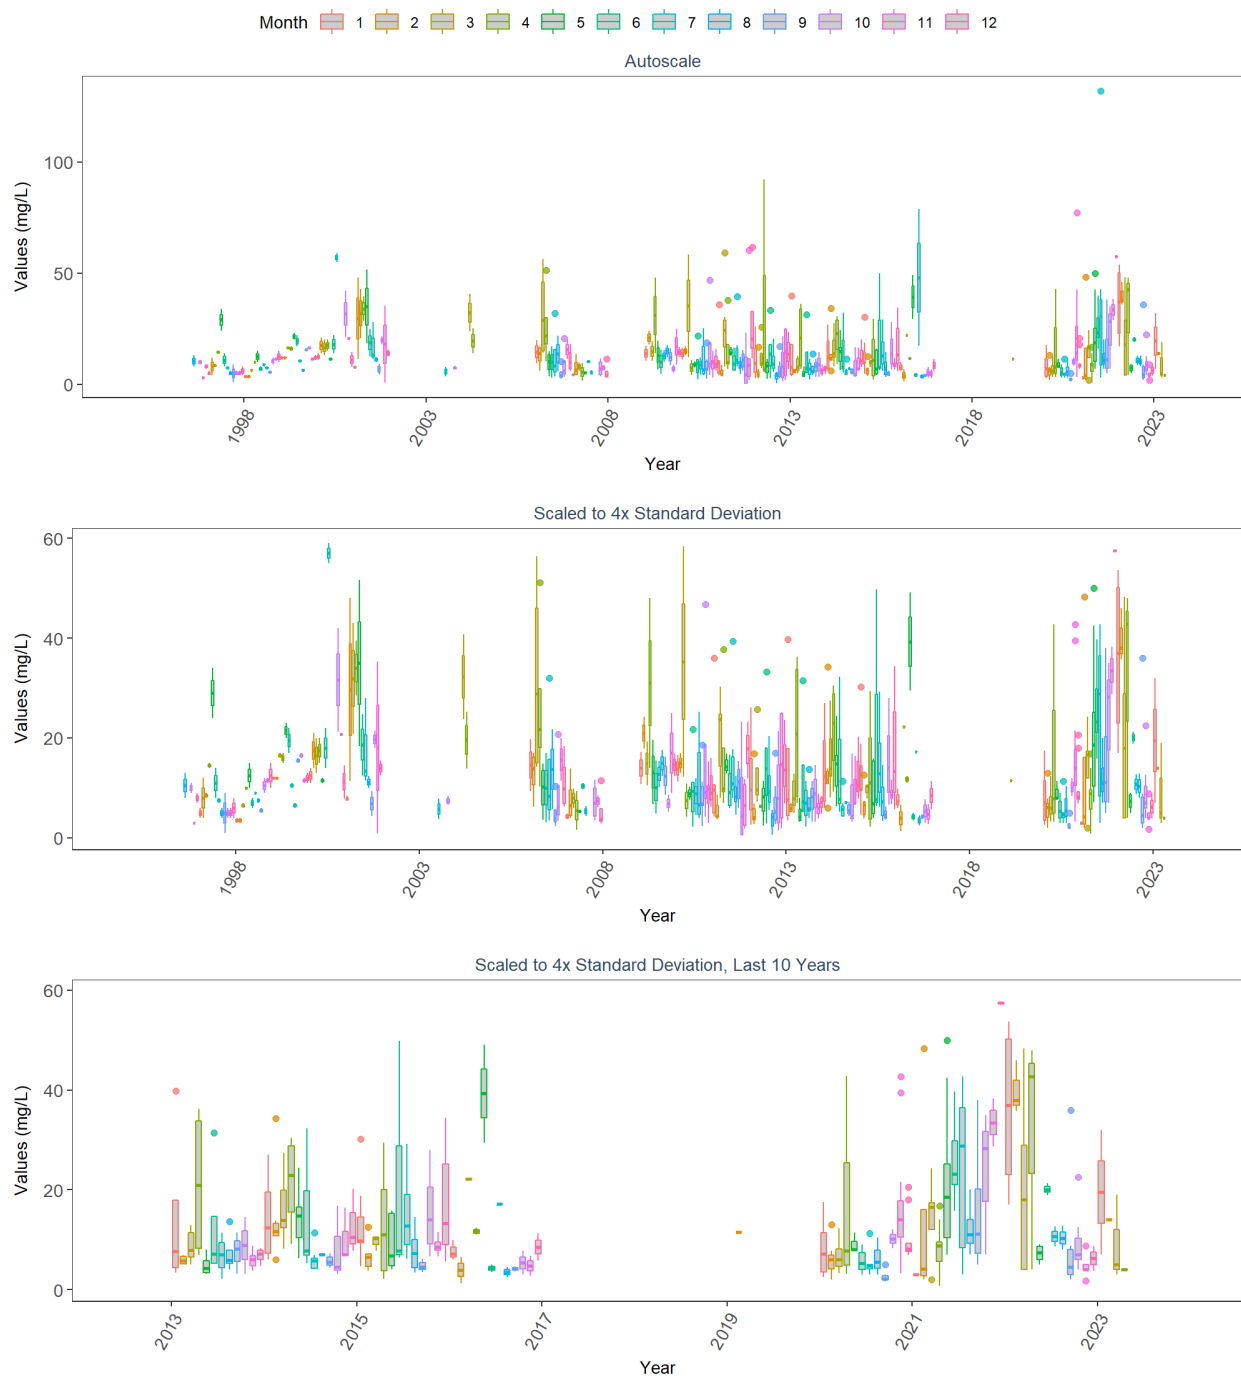 Month 1 2 3 4 5 6 7 8 9 10 11 12
Autoscale
Values (mg/L)
100
50
0
1998 2003 2008 2013 2018 2023
Year
Scaled to 4x Standard Deviation
Values (mg/L)
60
40
20
0
1998 2003 2008 2013 2018 2023
Year
Scaled to 4x Standard Deviation, Last 10 Years
Values (mg/L)
60
40
20
0
2013 2015 2017 2019 2021 2023
Year